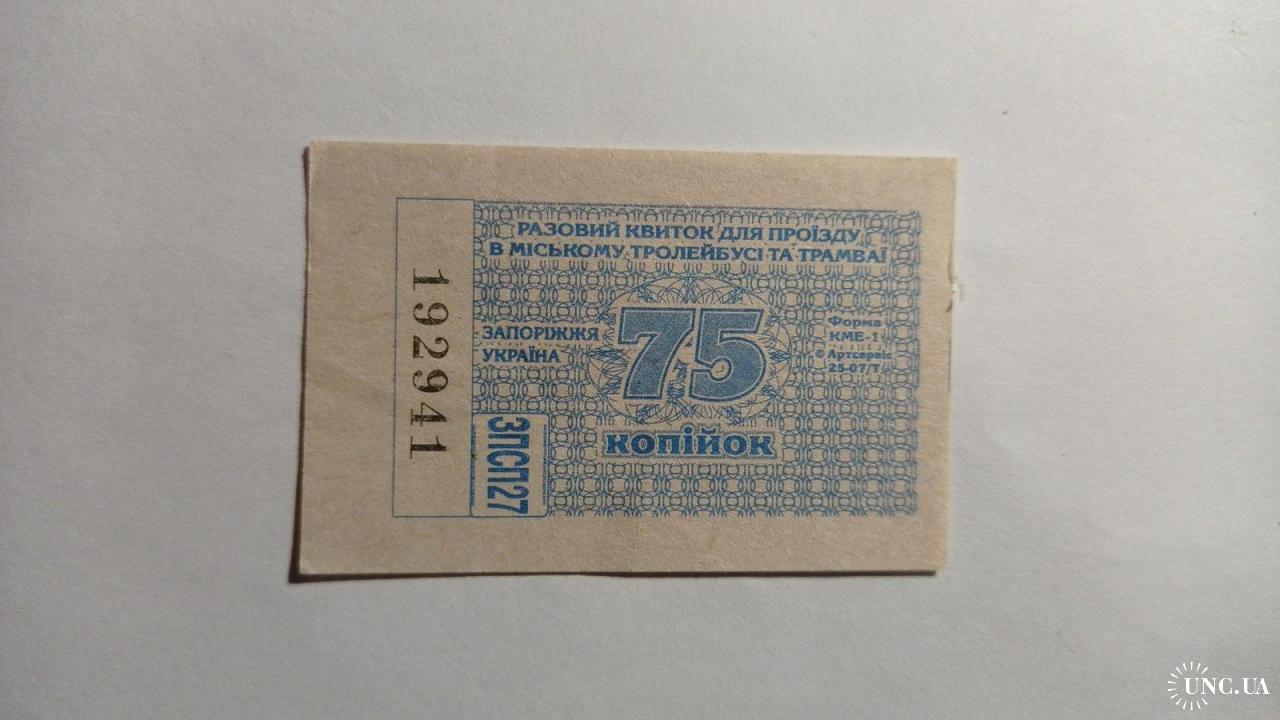 РАЗОВИЙ КВИТОК ДЛЯ ПРОЇЗДУ
В МІСЬКОМУ ТРОЛЕЙБУСІ ТА ТРАМВАЇ
192941
ЗАПОРІЖЖЯ
УКРАЇНА
75
КОПІЙОК
Форма
КМЕ-1
© Артсервіс
25-07/Т
ЗПСП27
UNC.UA